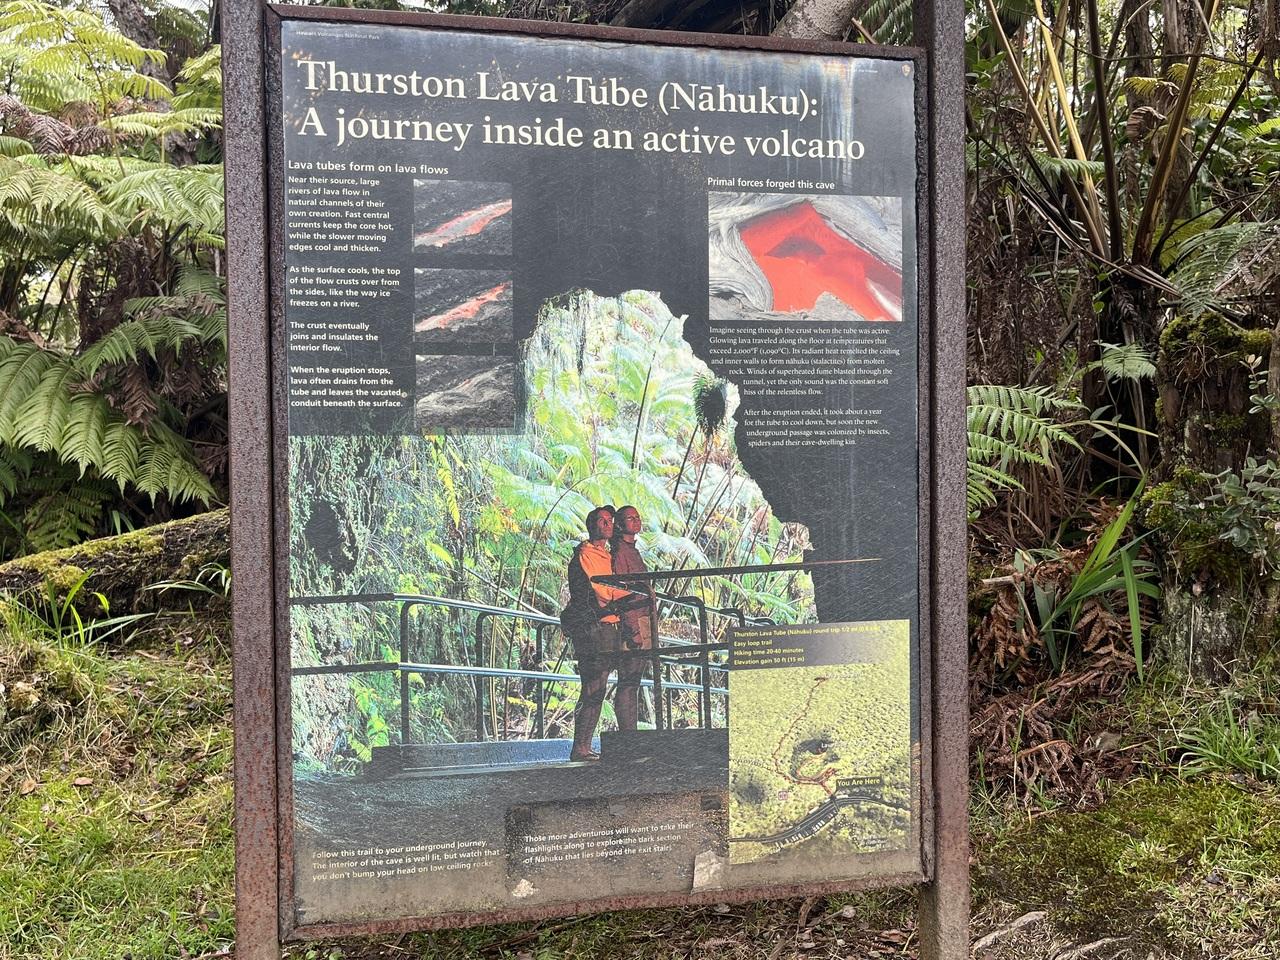 Hawai'i Volcanoes National Park
Thurston Lava Tube (Nāhuku):
A journey inside an active volcano
Lava tubes form on lava flows
Near their source, large
rivers of lava flow in
natural channels of their
own creation. Fast central
currents keep the core hot,
while the slower moving
edges cool and thicken.
As the surface cools, the top
of the flow crusts over from
the sides, like the way ice
freezes on a river.
The crust eventually
joins and insulates the
interior flow.
When the eruption stops,
lava often drains from the
tube and leaves the vacated
conduit beneath the surface.
Primal forces forged this cave
Imagine seeing through the crust when the tube was active.
Glowing lava traveled along the floor at temperatures that
exceed 2,000°F (1,090°C). Its radiant heat remelted the ceiling
and inner walls to form nāhuku (stalactites) from molten
rock. Winds of superheated fume blasted through the
tunnel, yet the only sound was the constant soft
hiss of the relentless flow.
After the eruption ended, it took about a year
for the tube to cool down, but soon the new
underground passage was colonized by insects,
spiders and their cave-dwelling kin.
Thurston Lava Tube (Nāhuku) round trip 1/2 mi
Easy loop trail
Hiking time 20-40 minutes
Elevation gain 50 ft (15 m)
You Are Here
Follow this trail to your underground journey.
The interior of the cave is well lit, but watch that
you don't bump your head on low ceiling rocks.
Those more adventurous will want to take their
flashlights along to explore the dark section
of Nāhuku that lies beyond the exit stairs.